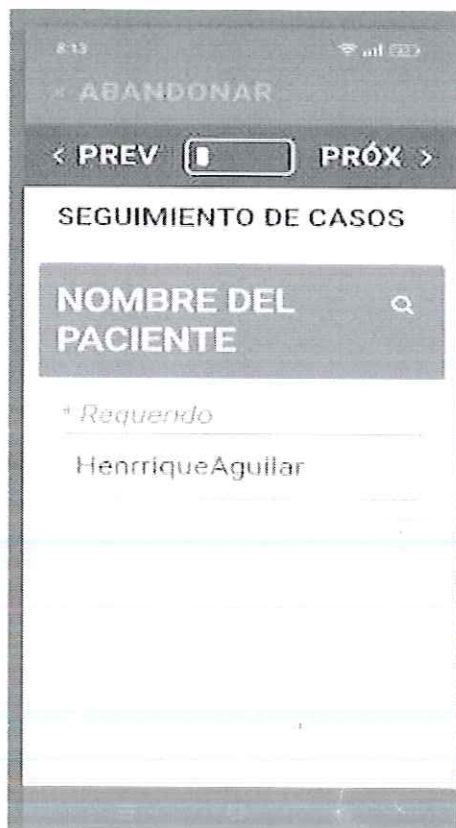 8:13
× ABANDONAR
< PREV
PRÓX >
SEGUIMIENTO DE CASOS
NOMBRE DEL
PACIENTE
* Requerido
HenrriqueAguilar